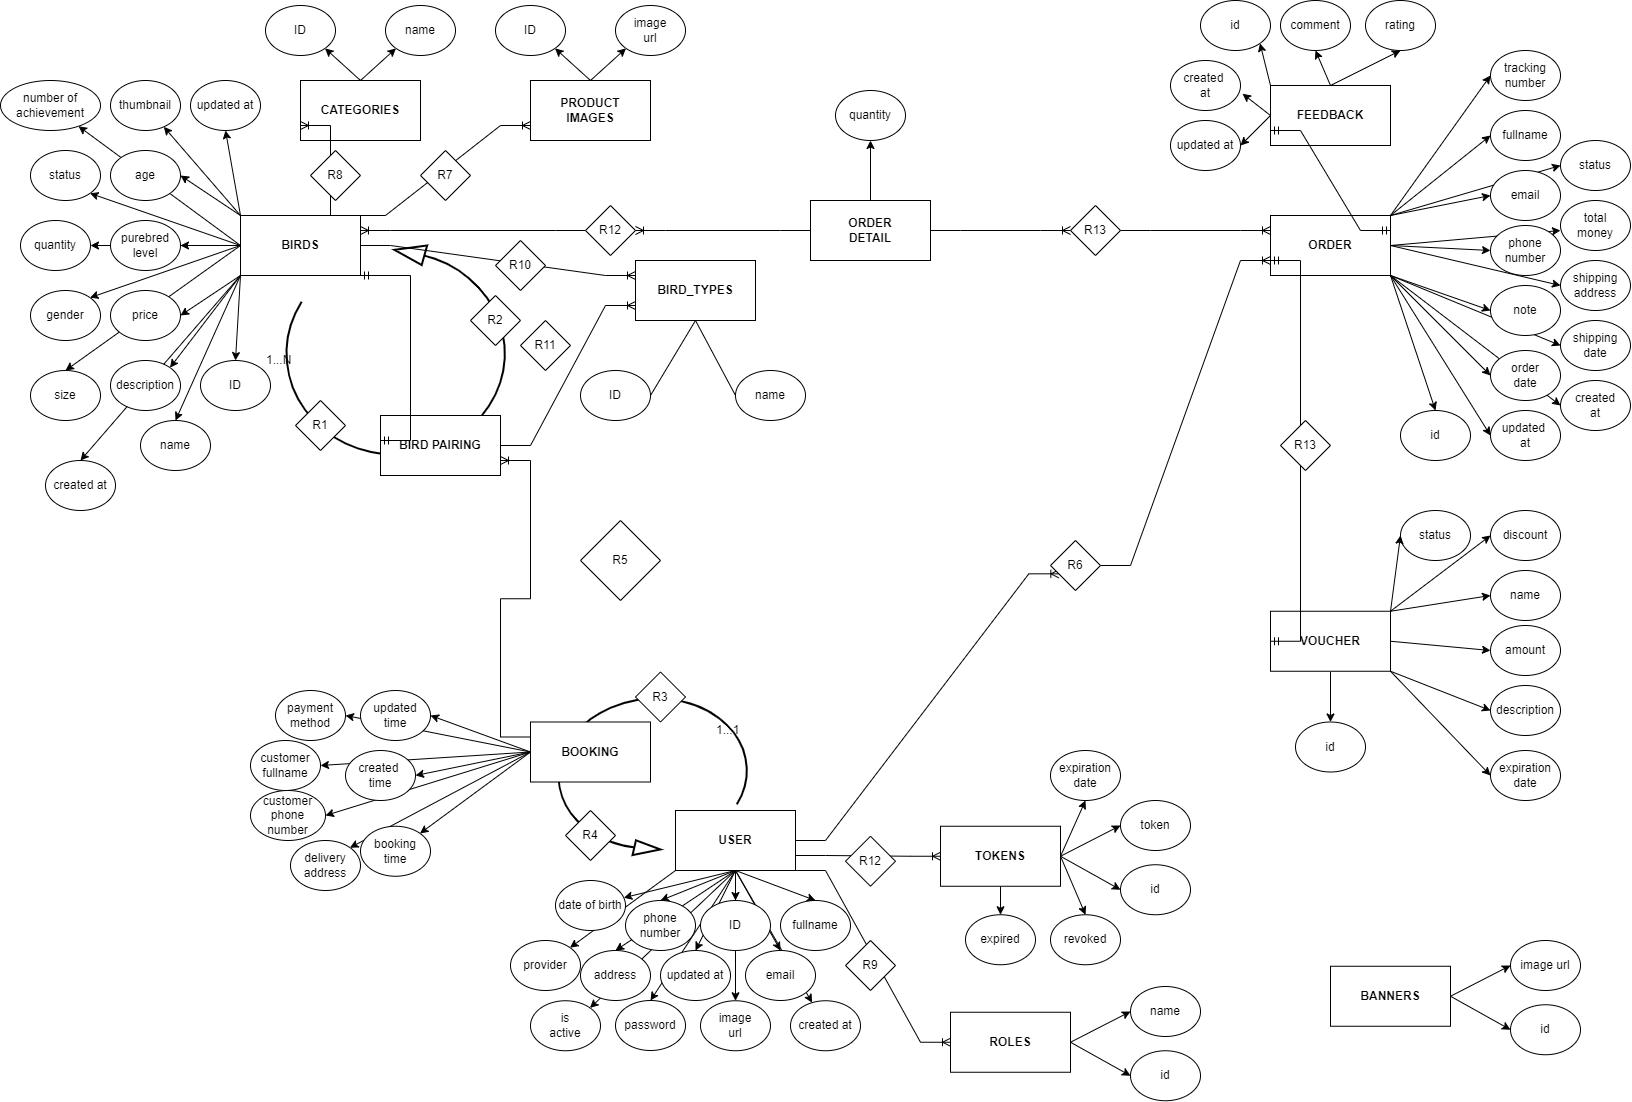 ID
name
ID
image
url
id
comment
rating
number of
achievement
thumbnail
updated at
CATEGORIES
PRODUCT
IMAGES
quantity
created
at
FEEDBACK
updated at
tracking
number
fullname
status
email
total
money
phone
number
shipping
address
note
shipping
date
order
date
created
at
updated
at
id
status
age
R8
R7
quantity
purebred
level
BIRDS
R12
ORDER
DETAIL
R13
ORDER
R10
BIRD_TYPES
gender
price
R2
R11
1...N
size
description
ID
ID
name
R1
name
BIRD PAIRING
created at
R13
R5
R6
status
discount
name
VOUCHER
amount
description
id
expiration
date
payment
method
updated
time
R3
1...1
customer
fullname
created
time
BOOKING
customer
phone
number
booking
time
delivery
address
R4
USER
R12
TOKENS
expiration
date
token
id
expired
revoked
date of birth
phone
number
ID
fullname
provider
address
updated at
email
R9
is
active
password
image
url
created at
ROLES
name
id
BANNERS
image url
id